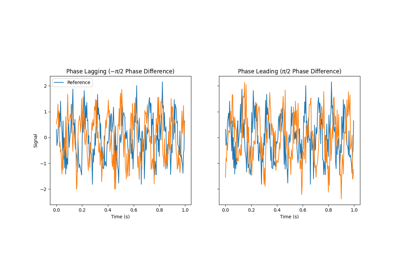 Phase Lagging (−π/2 Phase Difference)
Reference
2
1
0
−1
−2
Signal
0.0 0.2 0.4 0.6 0.8 1.0
Time (s)
Phase Leading (π/2 Phase Difference)
0.0 0.2 0.4 0.6 0.8 1.0
Time (s)